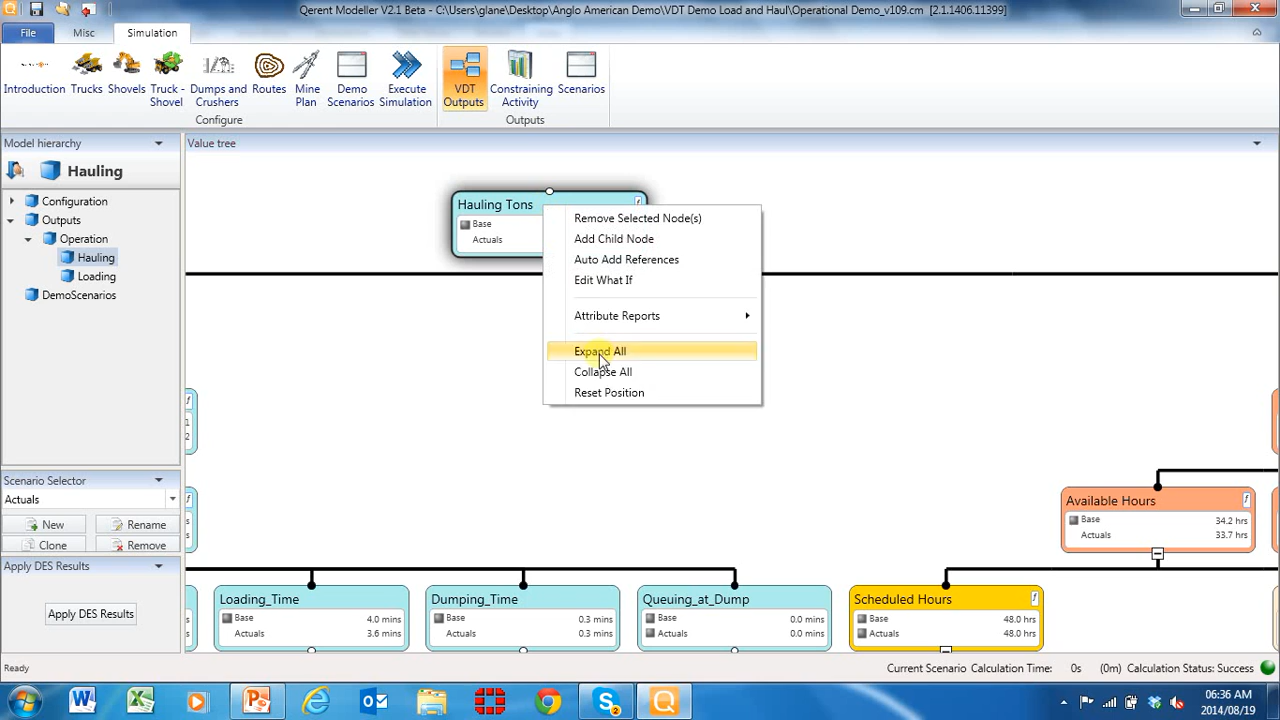 Qerent Modeller V2.1 Beta - C:\Users\glane\Desktop\Anglo American Demo\VDT Demo Load and Haul\Operational Demo_v109.cm [2.1.1406.11399]
File Misc Simulation
Introduction Trucks Shovels Truck - Shovel Dumps and Crushers Routes Mine Plan Demo Scenarios Execute Simulation VDT Outputs Constraining Activity Scenarios
Configure Outputs
Model hierarchy Value tree
Hauling
Configuration
Outputs
Operation
Hauling
Loading
DemoScenarios
Hauling Tons f
Base
Actuals
Remove Selected Node(s)
Add Child Node
Auto Add References
Edit What If
Attribute Reports
Expand All
Collapse All
Reset Position
Scenario Selector
Actuals
New Rename
Clone Remove
Apply DES Results
Apply DES Results
f
1
2
f
s
s
Available Hours f
Base 34.2 hrs
Actuals 33.7 hrs
Loading_Time
Base 4.0 mins
Actuals 3.6 mins
Dumping_Time
Base 0.3 mins
Actuals 0.3 mins
Queuing_at_Dump
Base 0.0 mins
Actuals 0.0 mins
Scheduled Hours f
Base 48.0 hrs
Actuals 48.0 hrs
Ready Current Scenario Calculation Time: 0s (0m) Calculation Status: Success
06:36 AM
2014/08/19